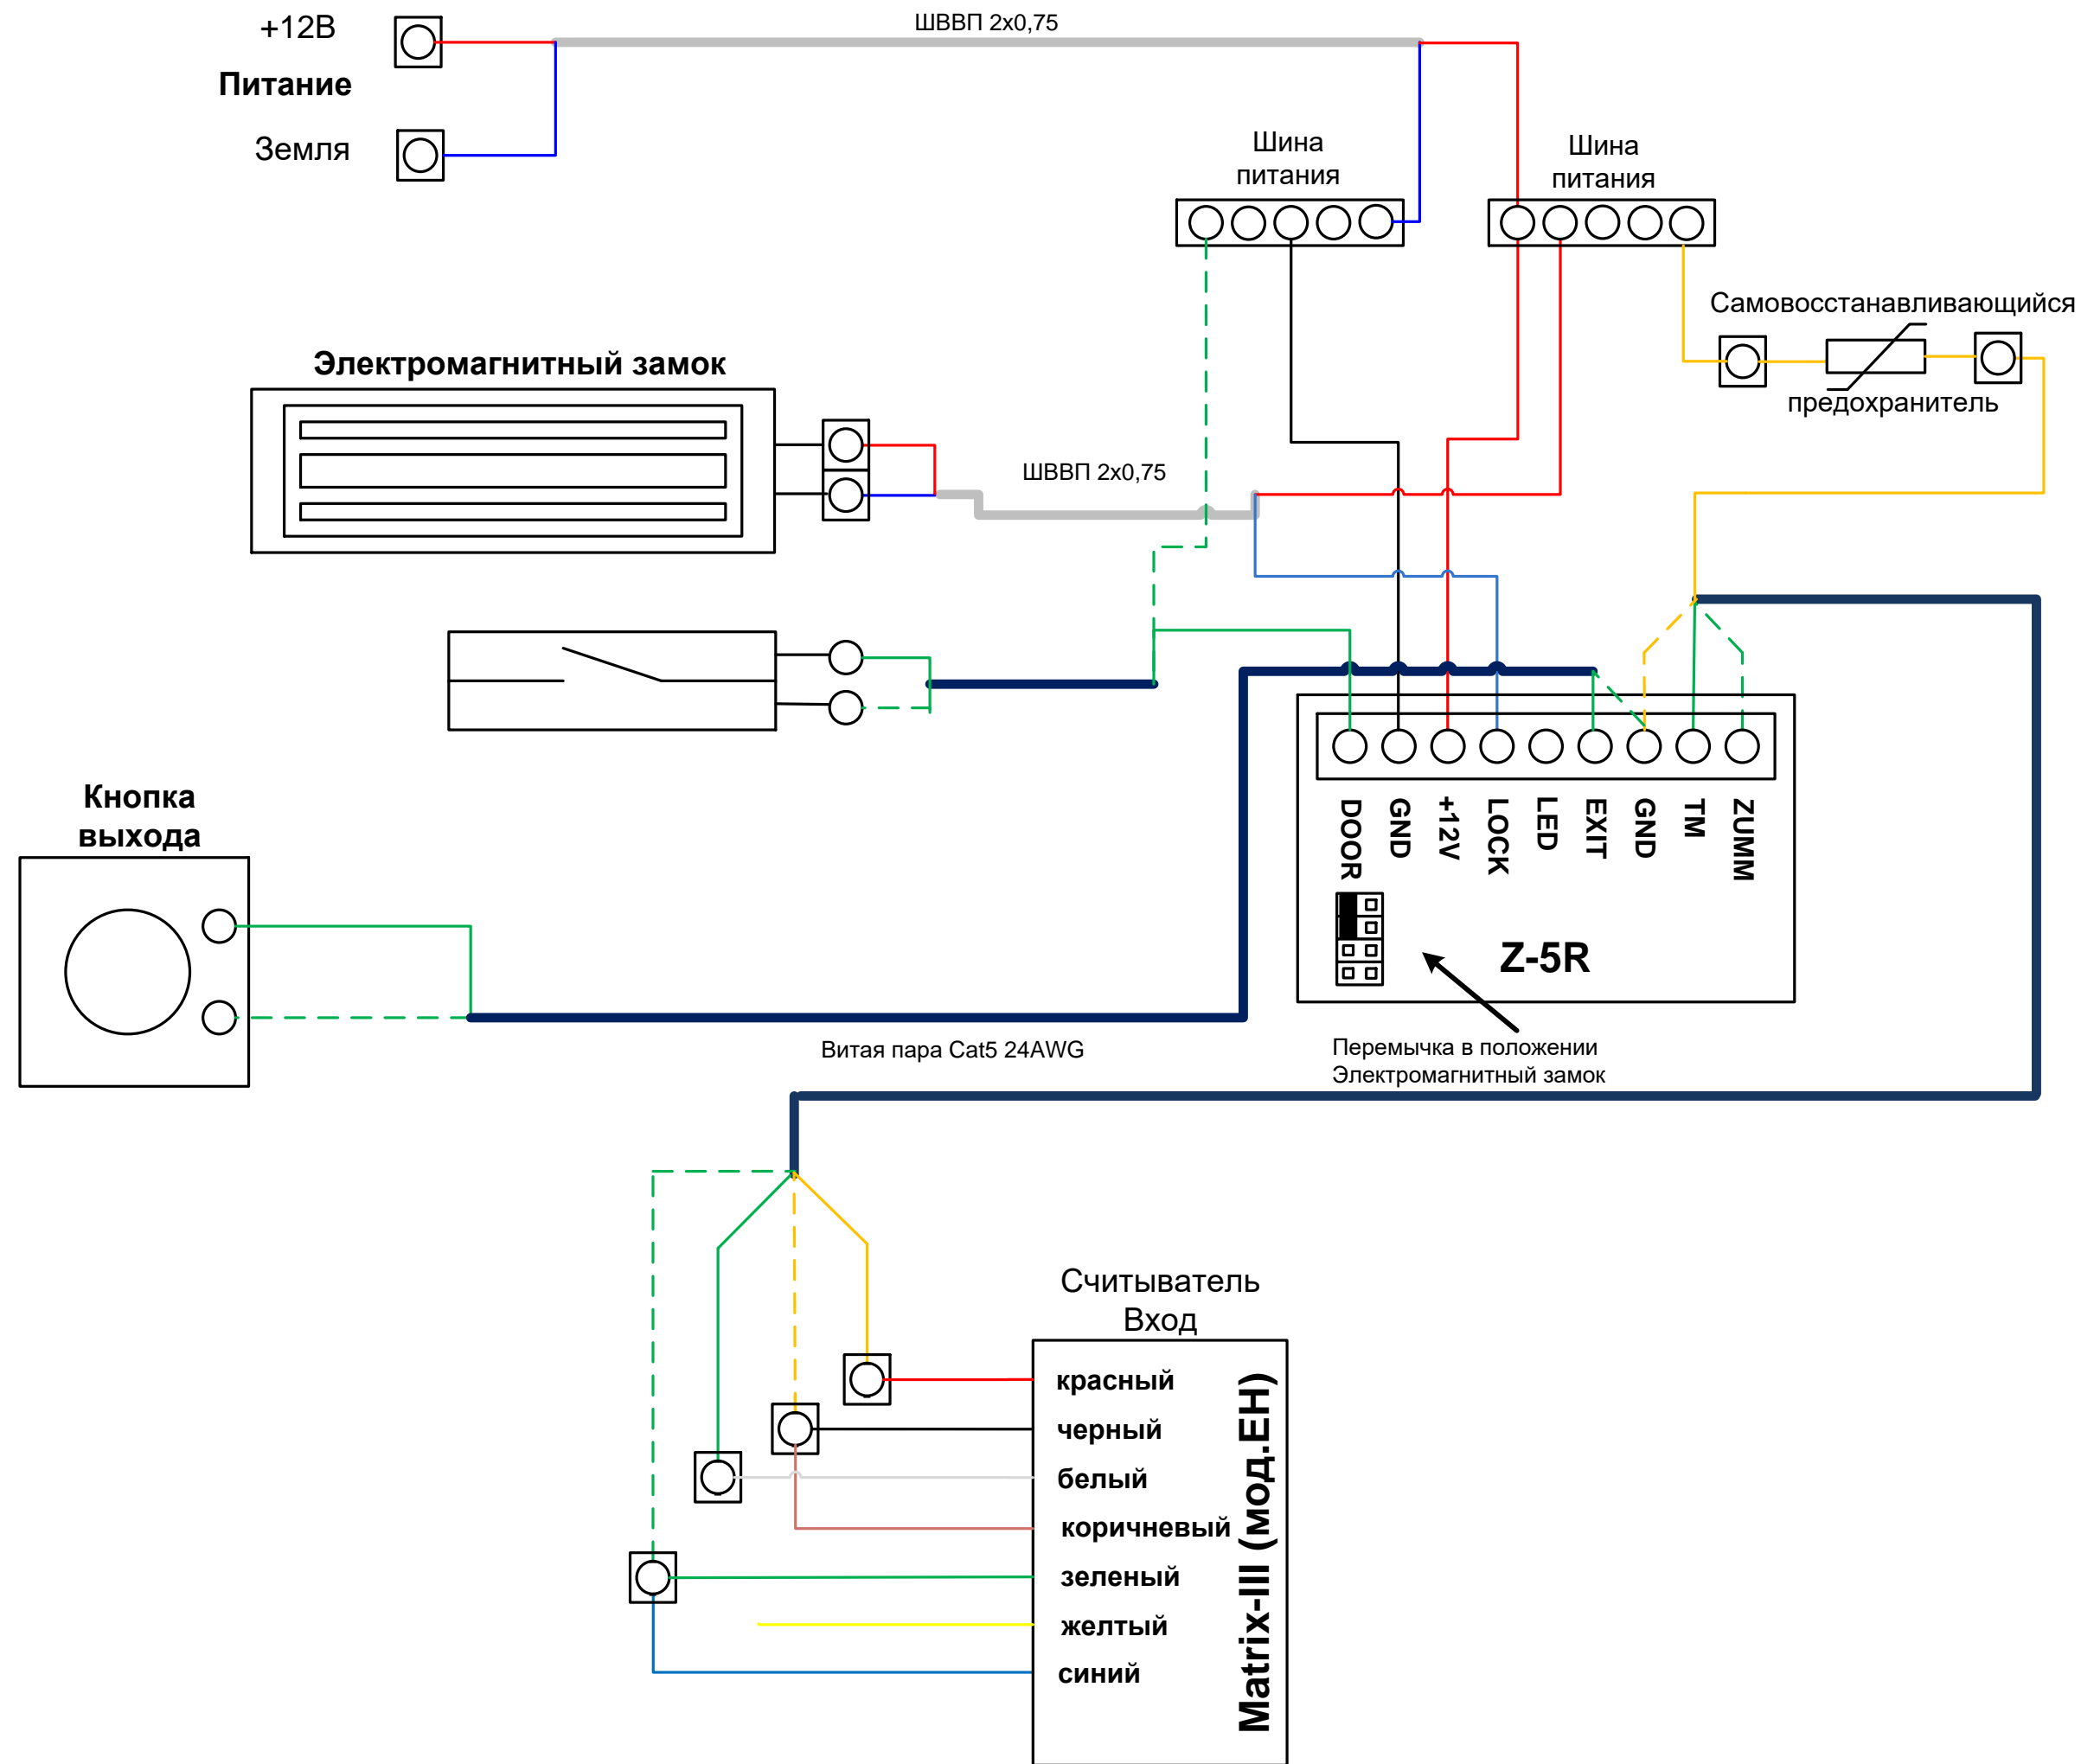 +12В
ШВВП 2х0,75
Питание
Земля
Шина
питания
Шина
питания
Самовосстанавливающийся
предохранитель
Электромагнитный замок
ШВВП 2х0,75
Кнопка
выхода
DOOR
GND
+12V
LOCK
LED
EXIT
GND
TM
ZUMM
Z-5R
Перемычка в положении
Электромагнитный замок
Витая пара Cat5 24AWG
Считыватель
Вход
красный
черный
белый
коричневый
зеленый
желтый
синий
Matrix-III (мод.EH)